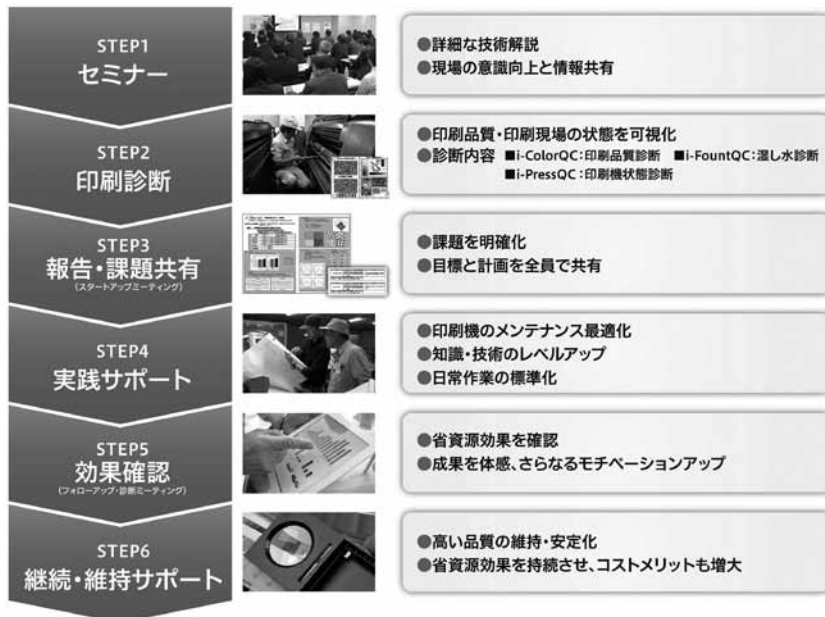 STEP1
セミナー
●詳細な技術解説
●現場の意識向上と情報共有
STEP2
印刷診断
●印刷品質・印刷現場の状態を可視化
●診断内容 ■i-ColorQC:印刷品質診断 ■i-FountQC:湿し水診断
■i-PressQC:印刷機状態診断
STEP3
報告・課題共有
(スタートアップミーティング)
●課題を明確化
●目標と計画を全員で共有
STEP4
実践サポート
●印刷機のメンテナンス最適化
●知識・技術のレベルアップ
●日常作業の標準化
STEP5
効果確認
(フォローアップ・診断ミーティング)
●省資源効果を確認
●成果を体感、さらなるモチベーションアップ
STEP6
継続・維持サポート
●高い品質の維持・安定化
●省資源効果を持続させ、コストメリットも増大